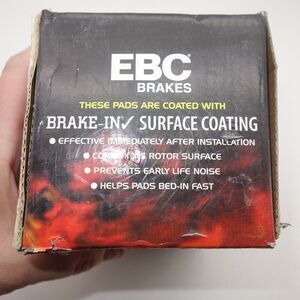 EBC
BRAKES
THESE PADS ARE COATED WITH
BRAKE-IN✓ SURFACE COATING
● EFFECTIVE IMMEDIATELY AFTER INSTALLATION
● CONDITIONS ROTOR SURFACE
● PREVENTS EARLY LIFE NOISE
● HELPS PADS BED-IN FAST